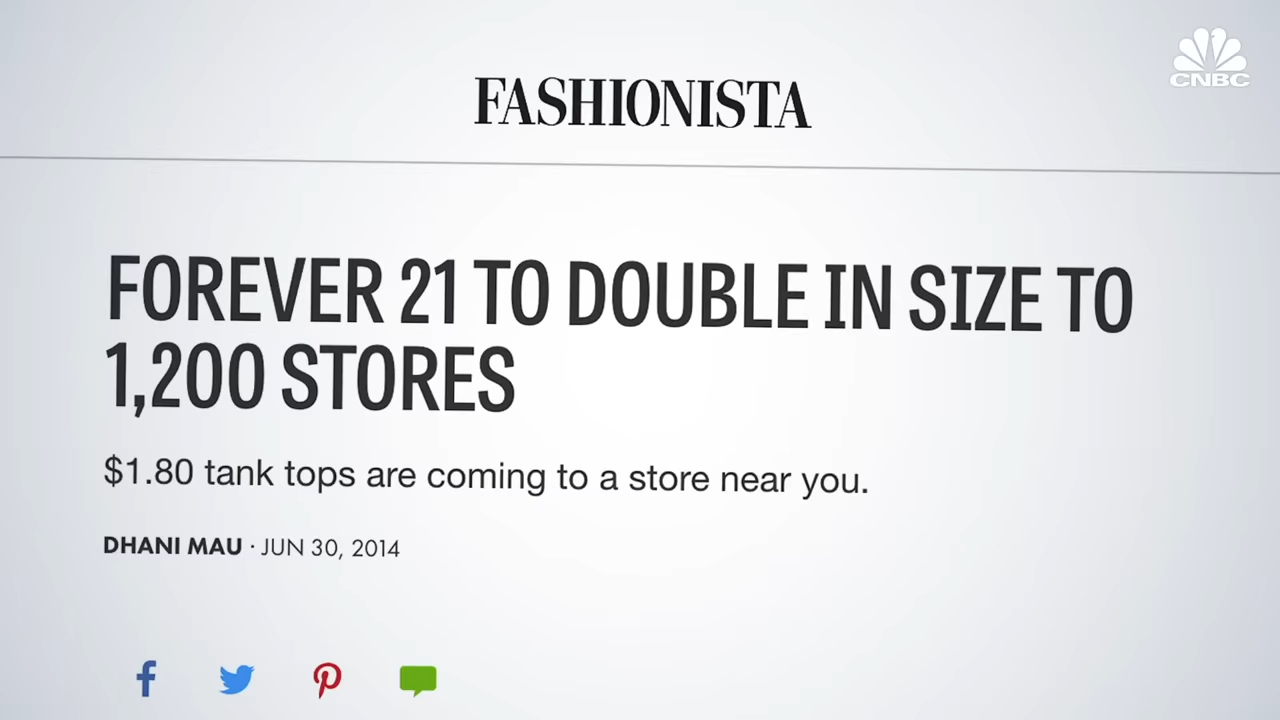 CNBC
FASHIONISTA
FOREVER 21 TO DOUBLE IN SIZE TO
1,200 STORES
$1.80 tank tops are coming to a store near you.
DHANI MAU · JUN 30, 2014